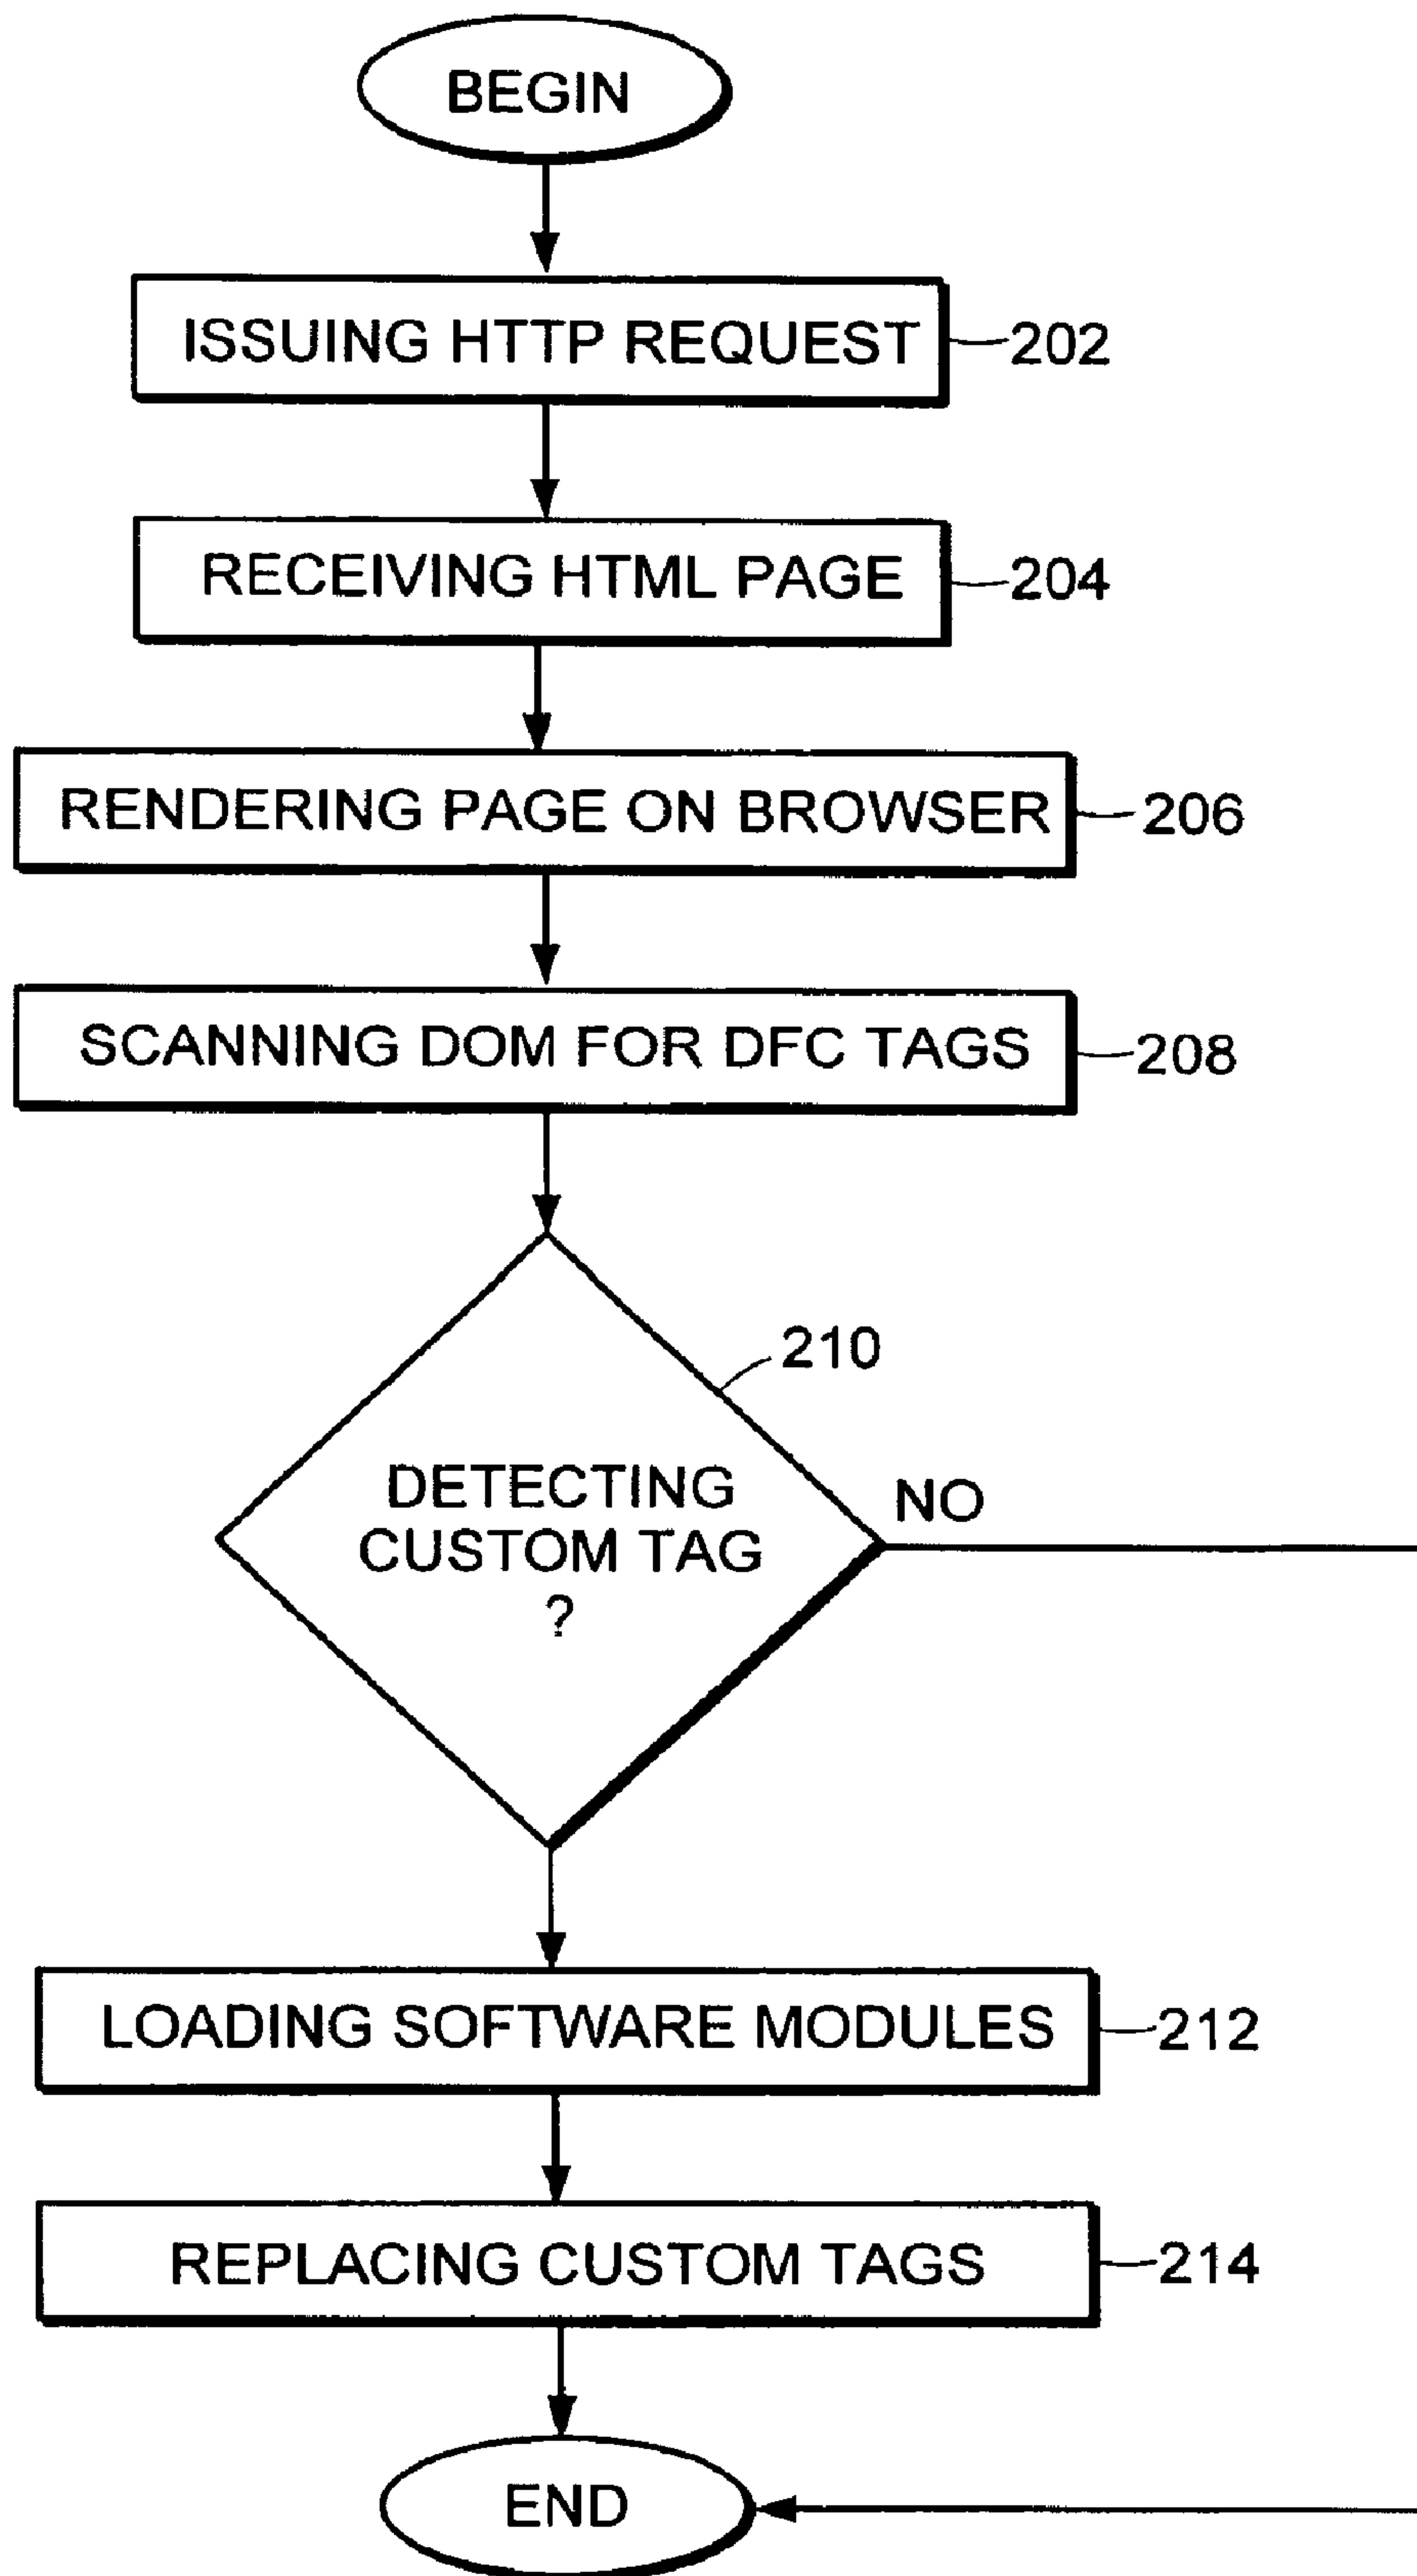 BEGIN
ISSUING HTTP REQUEST
202
RECEIVING HTML PAGE
204
RENDERING PAGE ON BROWSER
206
SCANNING DOM FOR DFC TAGS
208
210
DETECTING
CUSTOM TAG
?
NO
LOADING SOFTWARE MODULES
212
REPLACING CUSTOM TAGS
214
END